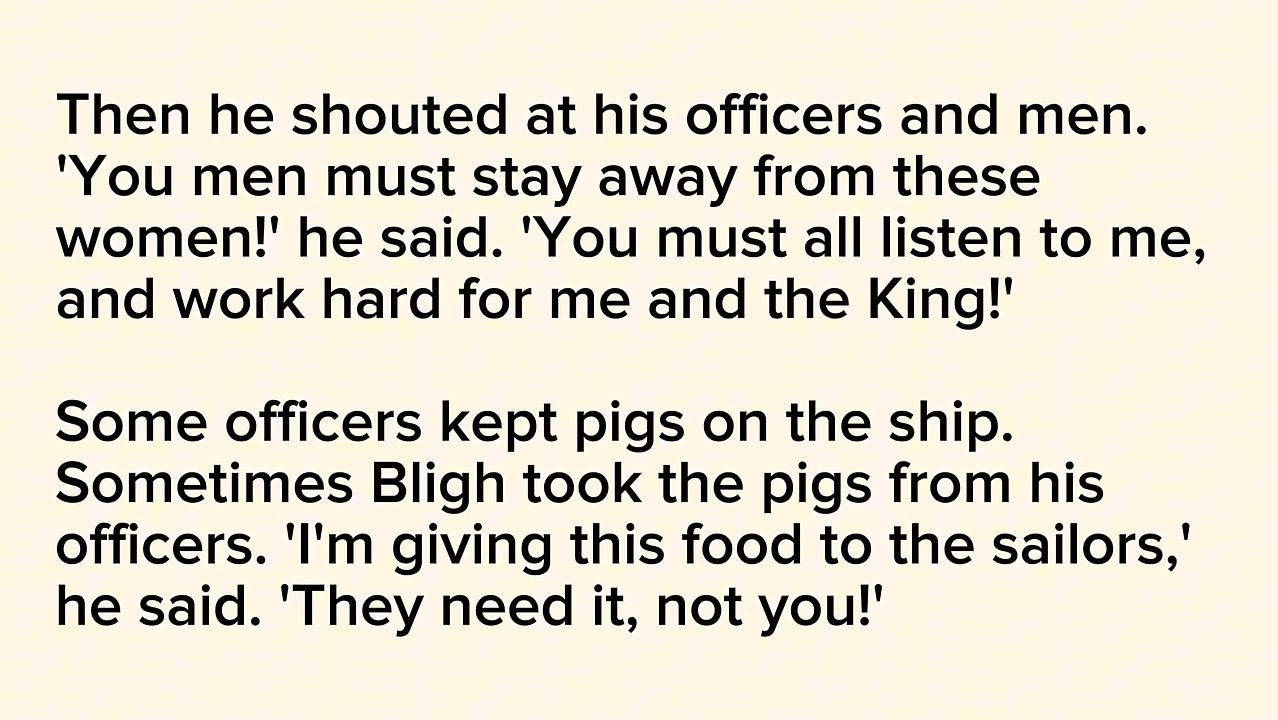 Then he shouted at his officers and men.
'You men must stay away from these
women!' he said. 'You must all listen to me,
and work hard for me and the King!'
Some officers kept pigs on the ship.
Sometimes Bligh took the pigs from his
officers. 'I'm giving this food to the sailors,'
he said. 'They need it, not you!'